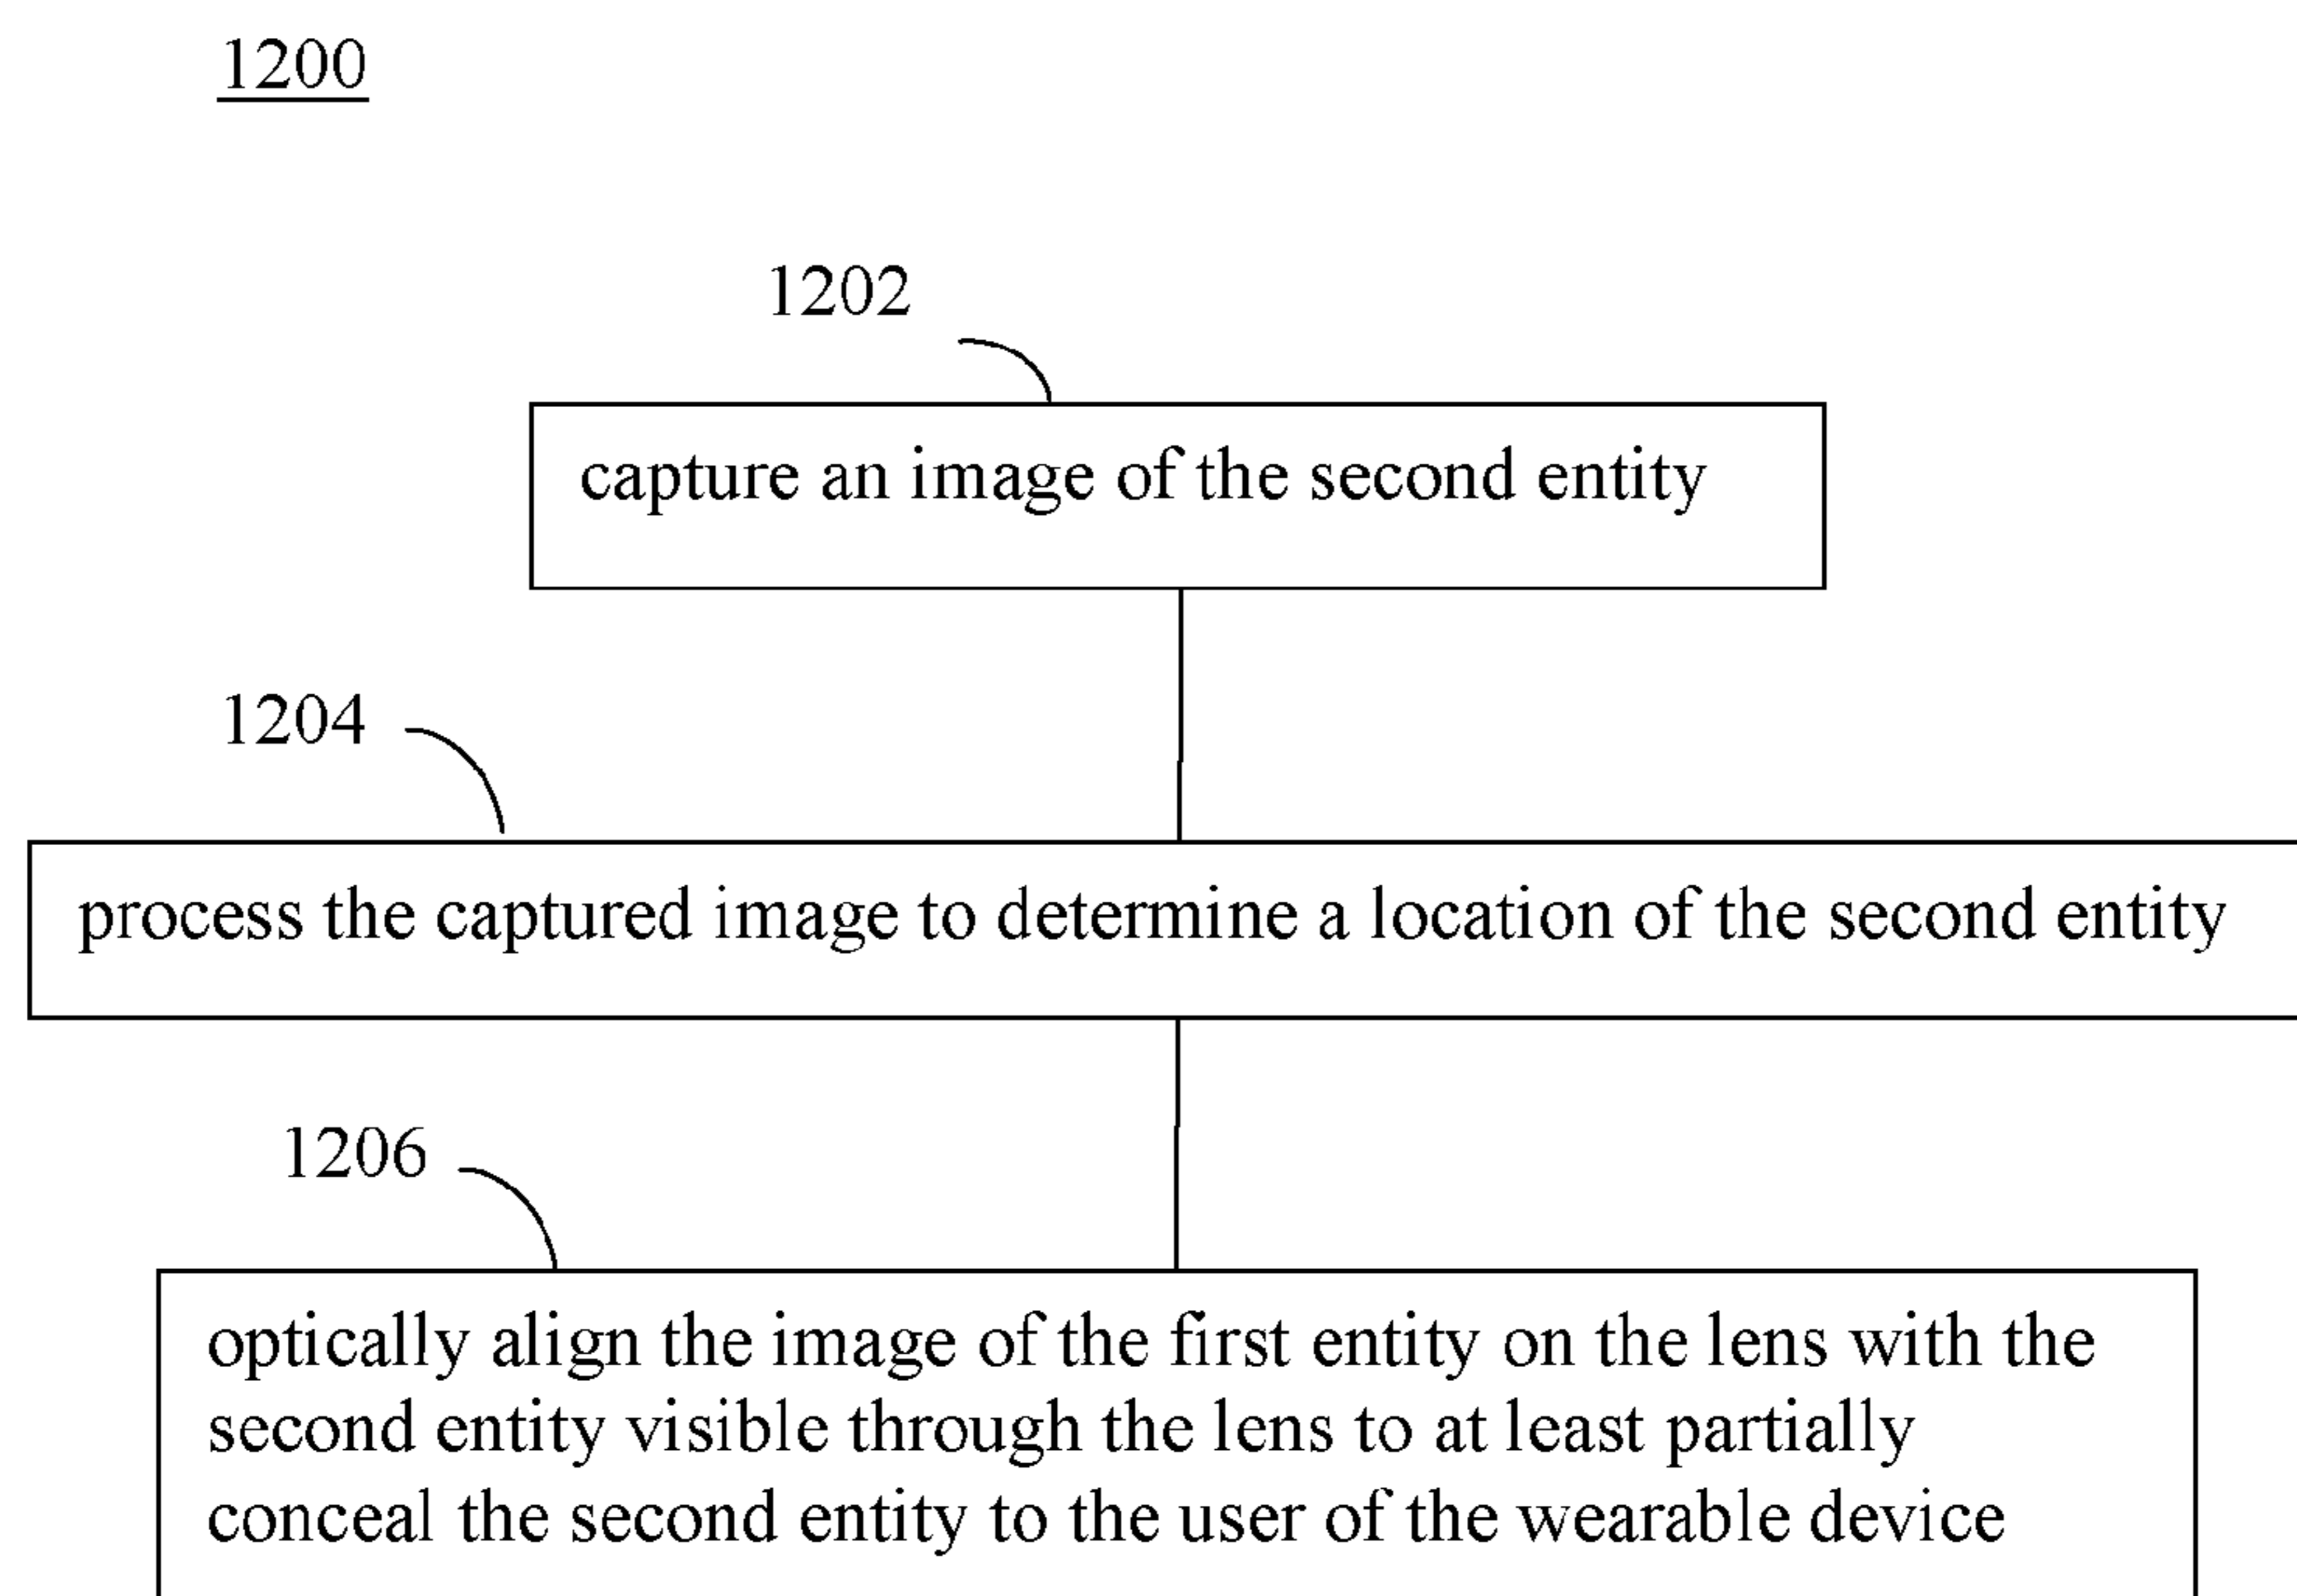 1200
1202
capture an image of the second entity
1204
process the captured image to determine a location of the second entity
1206
optically align the image of the first entity on the lens with the
second entity visible through the lens to at least partially
conceal the second entity to the user of the wearable device